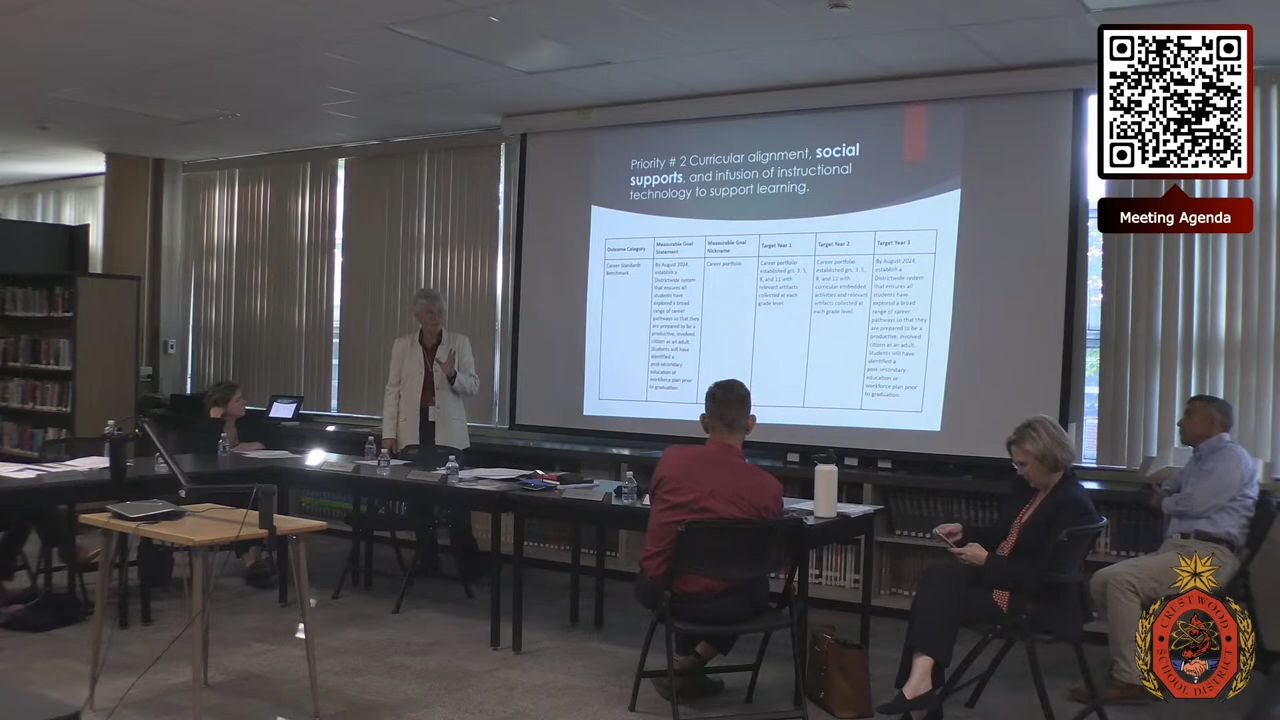 Priority # 2 Curricular alignment, social
supports, and infusion of instructional
technology to support learning.
Outcome Category
Measurable Goal
Statement
Measurable Goal
Nickname
Target Year 1
Target Year 2
Target Year 3
Career Standards
Benchmark
By August 2024,
establish a
Districtwide system
that ensures all
students have
explored a broad
range of career
pathways so that they
are prepared to be a
productive, involved
citizen as an adult.
Students will have
identified a
post-secondary
education or
workforce plan prior
to graduation.
Career portfolio
Career portfolio
established grs. 3, 5,
8, and 11 with
relevant artifacts
collected at each
grade level.
Career portfolio
established grs. 3, 5,
8, and 11 with
curricular embedded
activities and relevant
artifacts collected at
each grade level.
By August 2024,
establish a
Districtwide system
that ensures all
students have
explored a broad
range of career
pathways so that they
are prepared to be a
productive, involved
citizen as an adult.
Students will have
identified a
post-secondary
education or
workforce plan prior
to graduation.
Meeting Agenda
CRESTWOOD
SCHOOL DISTRICT